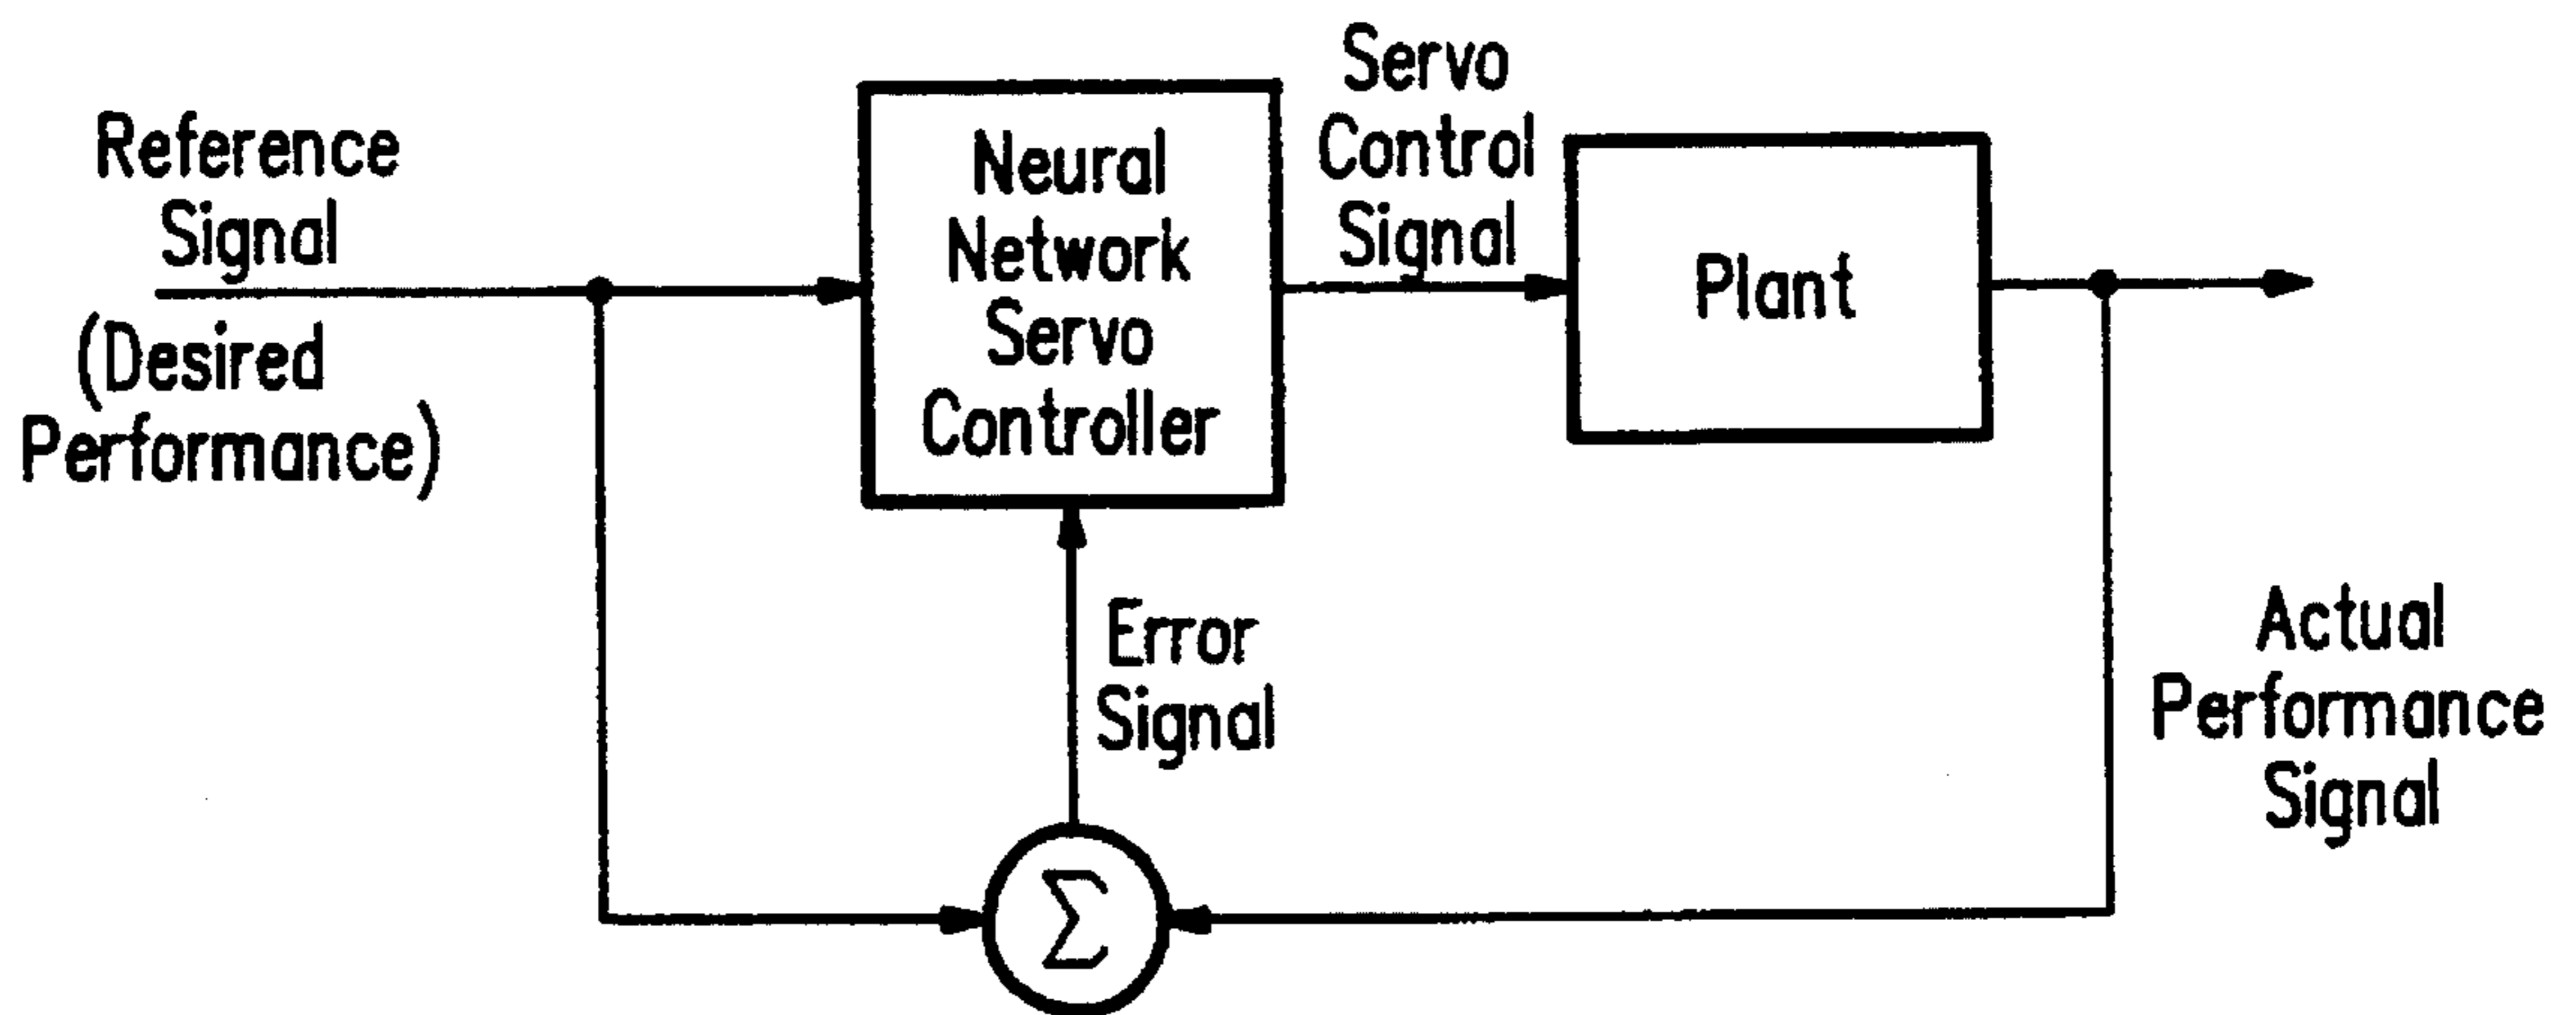 Reference
Signal
(Desired
Performance)
Neural
Network
Servo
Controller
Servo
Control
Signal
Plant
Error
Signal
Actual
Performance
Signal
Σ